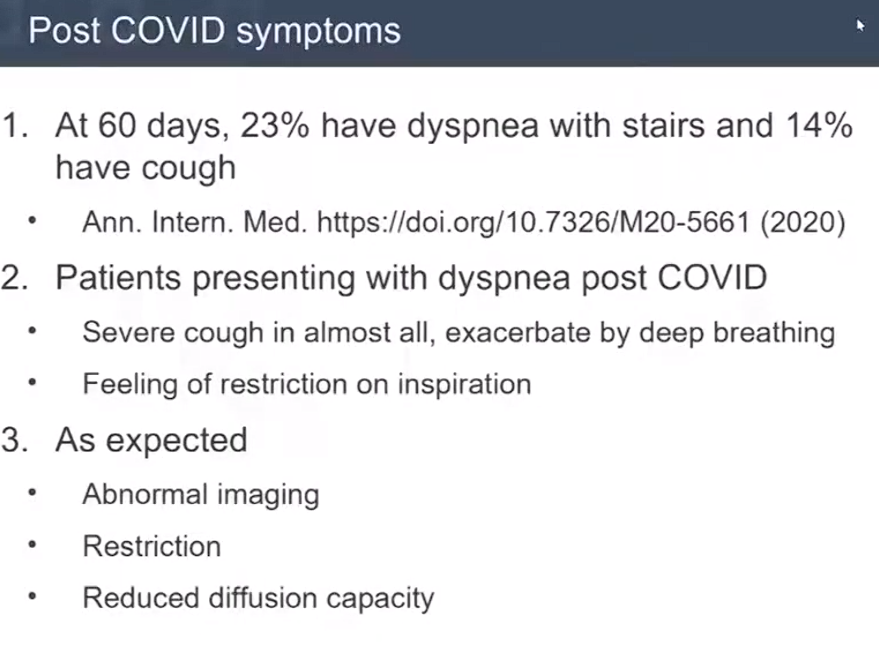 Post COVID symptoms
1. At 60 days, 23% have dyspnea with stairs and 14%
have cough
• Ann. Intern. Med. https://doi.org/10.7326/M20-5661 (2020)
2. Patients presenting with dyspnea post COVID
• Severe cough in almost all, exacerbate by deep breathing
• Feeling of restriction on inspiration
3. As expected
• Abnormal imaging
• Restriction
• Reduced diffusion capacity